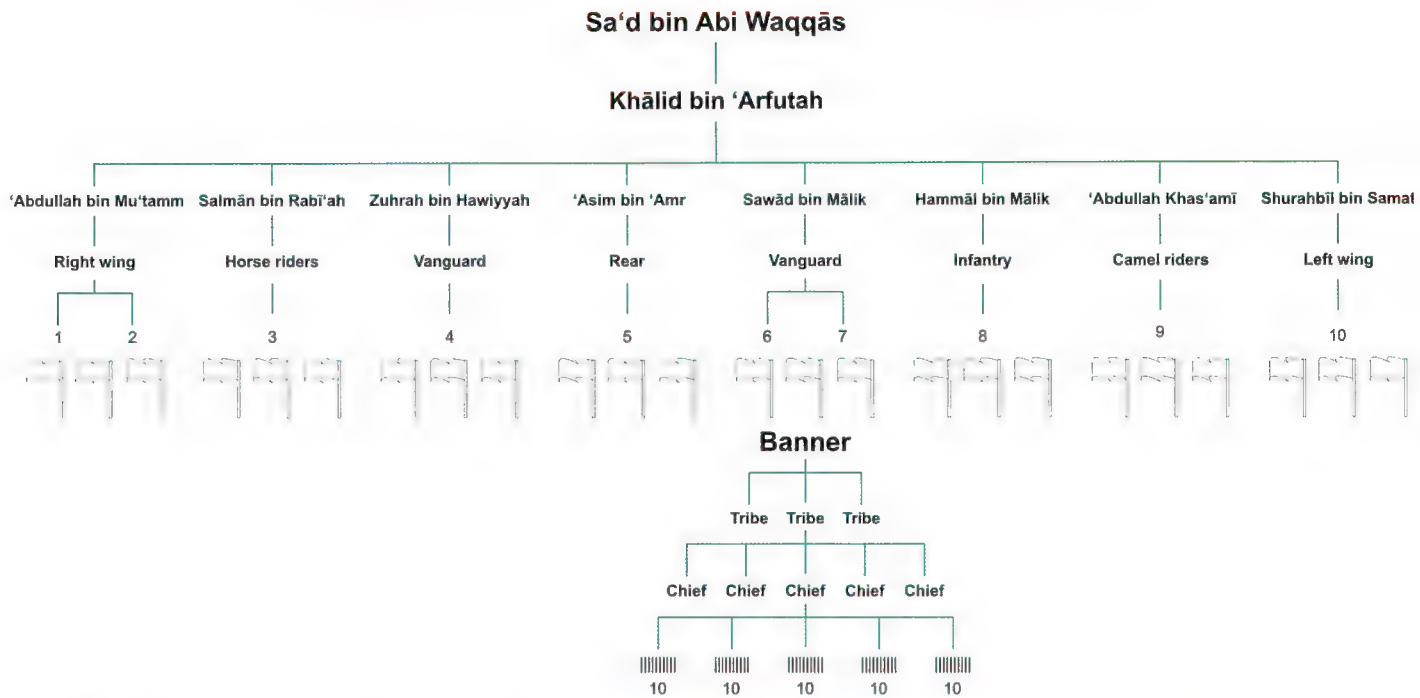 Sa‘d bin Abi Waqqās
Khālid bin ‘Arfutah
‘Abdullah bin Mu‘tamm Salmān bin Rabī‘ah Zuhrah bin Hawiyyah ‘Asim bin ‘Amr Sawād bin Mālik Hammāl bin Mālik ‘Abdullah Khas‘amī Shurahbīl bin Samat
Right wing Horse riders Vanguard Rear Vanguard Infantry Camel riders Left wing
1 2 3 4 5 6 7 8 9 10
Banner
Tribe Tribe Tribe
Chief Chief Chief Chief Chief
10 10 10 10 10